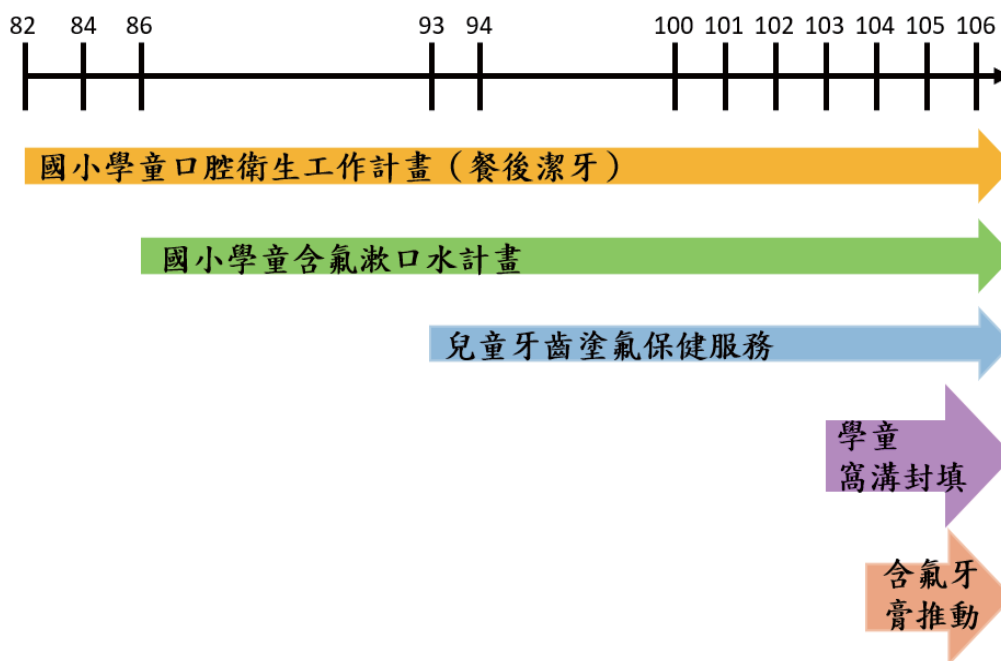 82 84 86 93 94 100 101 102 103 104 105 106
國小學童口腔衛生工作計畫（餐後潔牙）
國小學童含氟漱口水計畫
兒童牙齒塗氟保健服務
學童
窩溝封填
含氟牙
膏推動